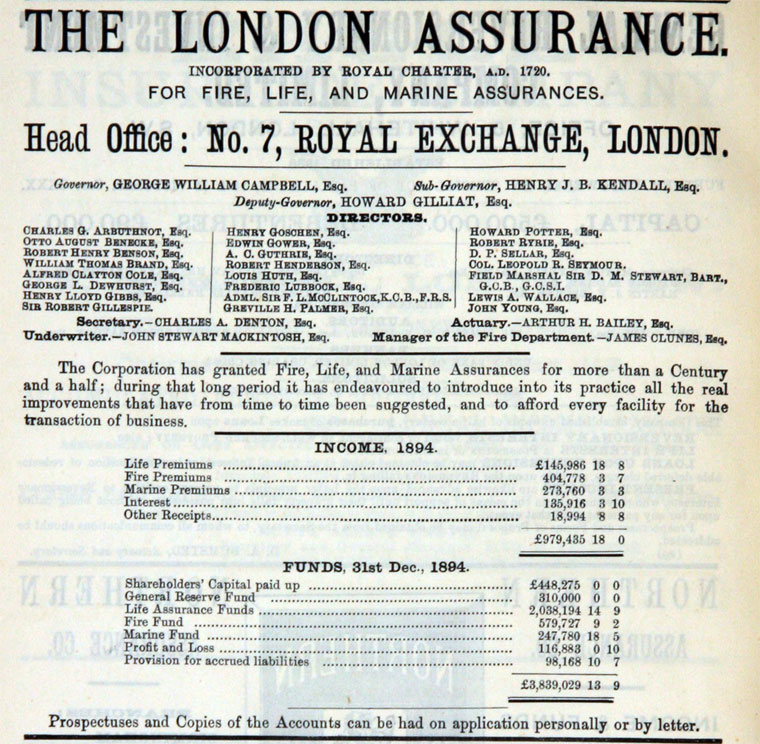 THE LONDON ASSURANCE.
INCORPORATED BY ROYAL CHARTER, A.D. 1720.
FOR FIRE, LIFE, AND MARINE ASSURANCES.
Head Office: No. 7, ROYAL EXCHANGE, LONDON.
Governor, GEORGE WILLIAM CAMPBELL, Esq. Sub-Governor, HENRY J. B. KENDALL, Esq.
Deputy-Governor, HOWARD GILLIAT, Esq.
DIRECTORS.
CHARLES G. ARBUTHNOT, Esq.
OTTO AUGUST BENECKE, Esq.
ROBERT HENRY BENSON, Esq.
WILLIAM THOMAS BRAND, Esq.
ALFRED CLAYTON COLE, Esq.
GEORGE L. DEWHURST, Esq.
HENRY LLOYD GIBBS, Esq.
SIR ROBERT GILLESPIE.
HENRY GOSCHEN, Esq.
EDWIN GOWER, Esq.
A. C. GUTHRIE, Esq.
ROBERT HENDERSON, Esq.
LOUIS HUTH, Esq.
FREDERIC LUBBOCK, Esq.
ADML. SIR F. L. McCLINTOCK, K.C.B., F.R.S.
GREVILLE H. PALMER, Esq.
HOWARD POTTER, Esq.
ROBERT RYRIE, Esq.
D. P. SELLAR, Esq.
COL. LEOPOLD R. SEYMOUR.
FIELD MARSHAL SIR D. M. STEWART, BART.,
G.C.B., G.C.S.I.
LEWIS A. WALLACE, Esq.
JOHN YOUNG, Esq.
Secretary.—CHARLES A. DENTON, Esq. Actuary.—ARTHUR H. BAILEY, Esq.
Underwriter.—JOHN STEWART MACKINTOSH, Esq. Manager of the Fire Department.—JAMES CLUNES, Esq.
The Corporation has granted Fire, Life, and Marine Assurances for more than a Century
and a half; during that long period it has endeavoured to introduce into its practice all the real
improvements that have from time to time been suggested, and to afford every facility for the
transaction of business.
INCOME, 1894.
Life Premiums £145,986 18 8
Fire Premiums 404,778 3 7
Marine Premiums 273,760 3 3
Interest 135,916 3 10
Other Receipts 18,994 8 8
£979,435 18 0
FUNDS, 31st Dec., 1894.
Shareholders' Capital paid up £448,275 0 0
General Reserve Fund 310,000 0 0
Life Assurance Funds 2,038,194 14
Fire Fund 579,727 9 2
Marine Fund 247,780 18
Profit and Loss 116,883 0 10
Provision for accrued liabilities 98,168 10 7
£3,839,029 13 9
Prospectuses and Copies of the Accounts can be had on application personally or by letter.